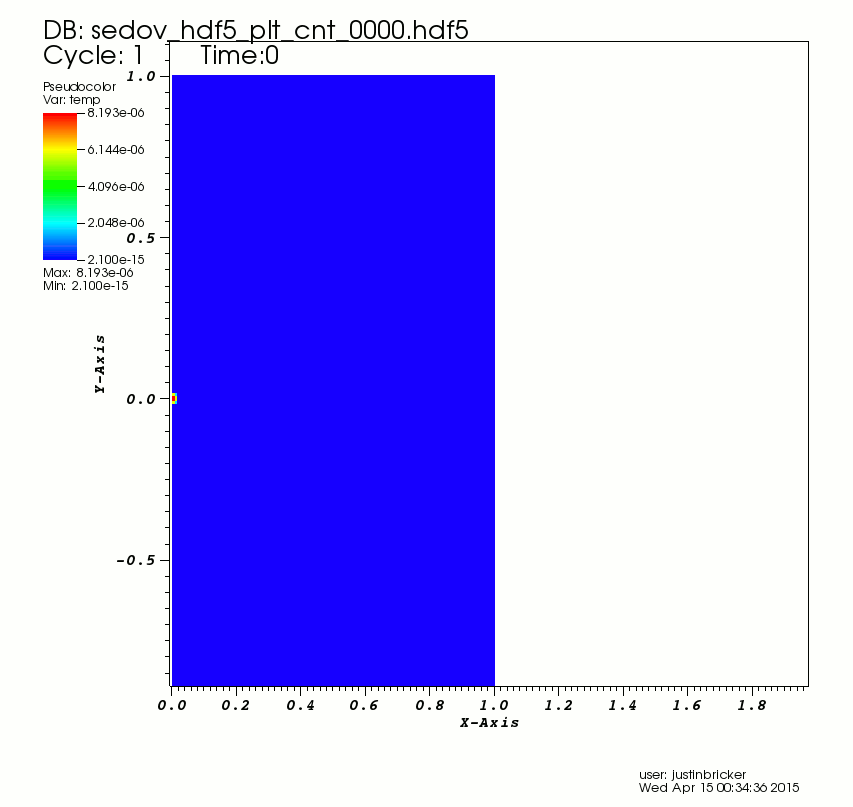 DB: sedov_hdf5_plt_cnt_0000.hdf5
Cycle: 1 Time:0
Pseudocolor
Var: temp
8.193e-06
6.144e-06
4.096e-06
2.048e-06
2.100e-15
Max: 8.193e-06
Min: 2.100e-15
1.0
0.5
0.0
-0.5
Y-Axis
0.0 0.2 0.4 0.6 0.8 1.0 1.2 1.4 1.6 1.8
X-Axis
user: justinbricker
Wed Apr 15 00:34:36 2015